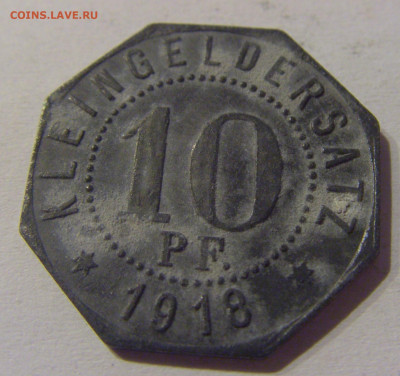 COINS.LAVE.RU
KLEINGELDERSATZ
10
PF.
1918